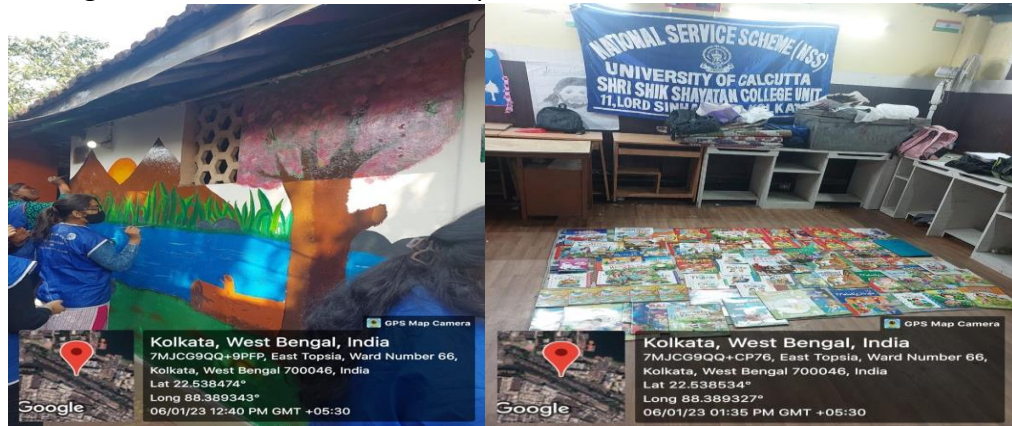 GPS Map Camera
Kolkata, West Bengal, India
7MJCG9QQ+9PFP, East Topsia, Ward Number 66,
Kolkata, West Bengal 700046, India
Lat 22.538474°
Long 88.389343°
06/01/23 12:40 PM GMT +05:30
Google
NATIONAL SERVICE SCHEME (NSS)
UNIVERSITY OF CALCUTTA
SHRI SHIK SHAYATAN COLLEGE UNIT
11, LORD
GPS Map Camera
Kolkata, West Bengal, India
7MJCG9QQ+CP76, East Topsia, Ward Number 66,
Kolkata, West Bengal 700046, India
Lat 22.538534°
Long 88.389327°
06/01/23 01:35 PM GMT +05:30
Google